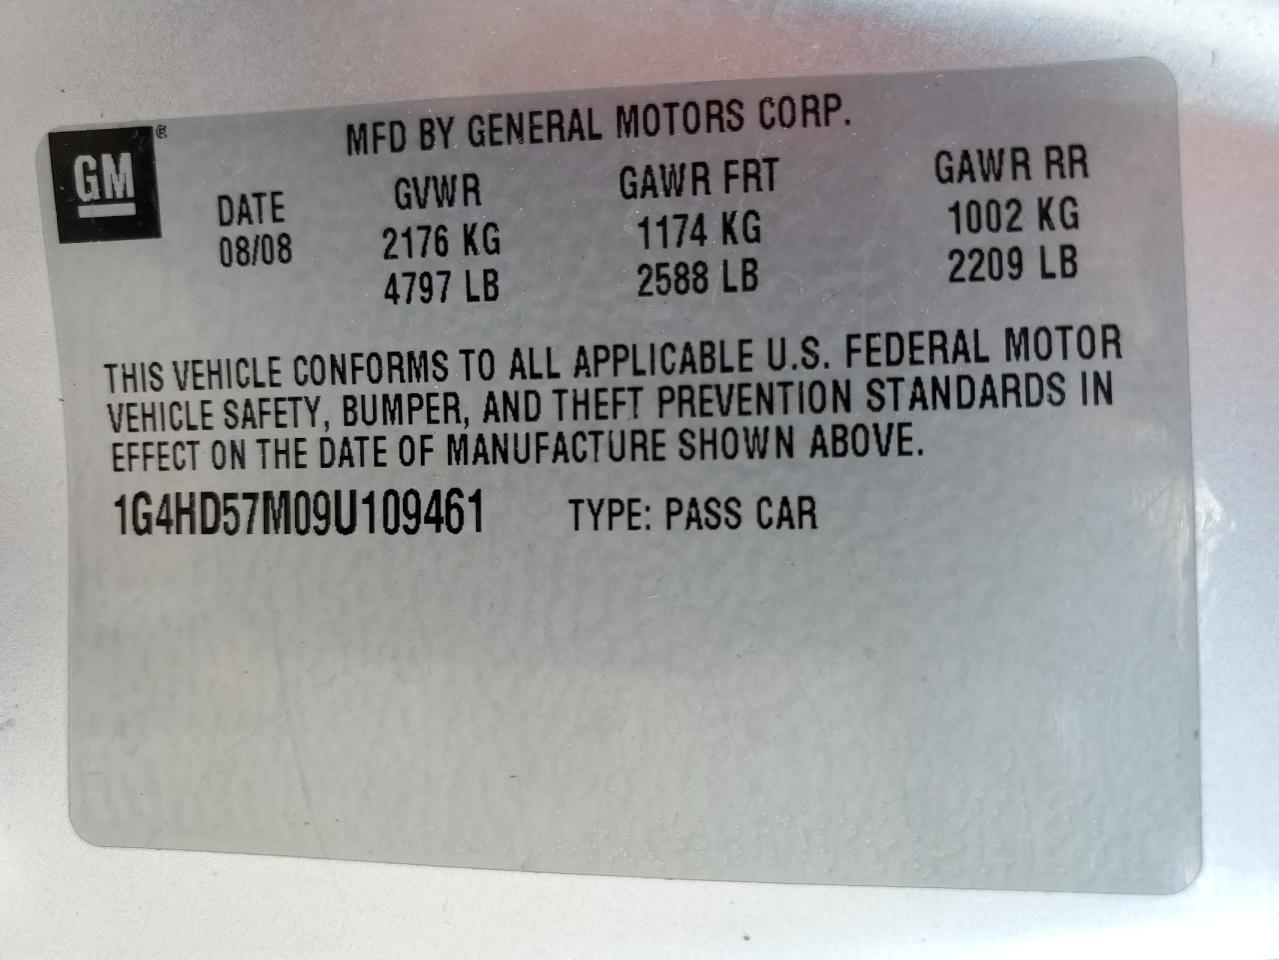 GM®
MFD BY GENERAL MOTORS CORP.
DATE GVWR GAWR FRT GAWR RR
08/08 2176 KG 1174 KG 1002 KG
4797 LB 2588 LB 2209 LB
THIS VEHICLE CONFORMS TO ALL APPLICABLE U.S. FEDERAL MOTOR
VEHICLE SAFETY, BUMPER, AND THEFT PREVENTION STANDARDS IN
EFFECT ON THE DATE OF MANUFACTURE SHOWN ABOVE.
1G4HD57M09U109461 TYPE: PASS CAR